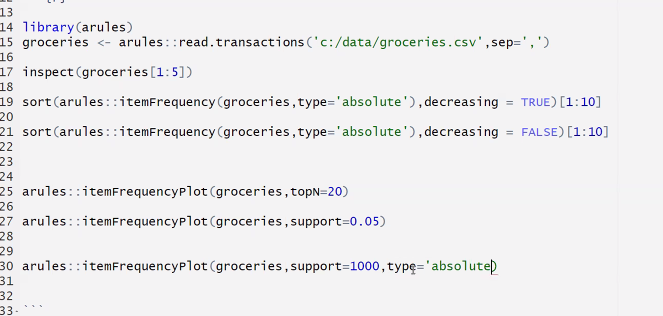 13
14 library(arules)
15 groceries <- arules::read.transactions('c:/data/groceries.csv',sep=',')
16
17 inspect(groceries[1:5])
18
19 sort(arules::itemFrequency(groceries,type='absolute'),decreasing = TRUE)[1:10]
20
21 sort(arules::itemFrequency(groceries,type='absolute'),decreasing = FALSE)[1:10]
22
23
24
25 arules::itemFrequencyPlot(groceries,topN=20)
26
27 arules::itemFrequencyPlot(groceries,support=0.05)
28
29
30 arules::itemFrequencyPlot(groceries,support=1000,type='absolute)
31
32
33 ```